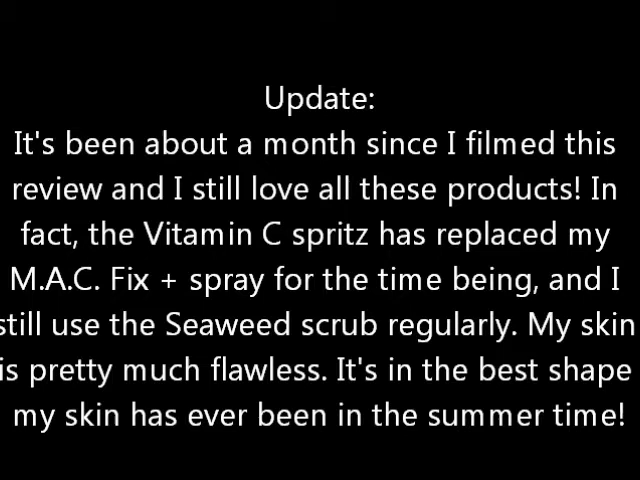 Update:
It's been about a month since I filmed this
review and I still love all these products! In
fact, the Vitamin C spritz has replaced my
M.A.C. Fix + spray for the time being, and I
still use the Seaweed scrub regularly. My skin
is pretty much flawless. It's in the best shape
my skin has ever been in the summer time!